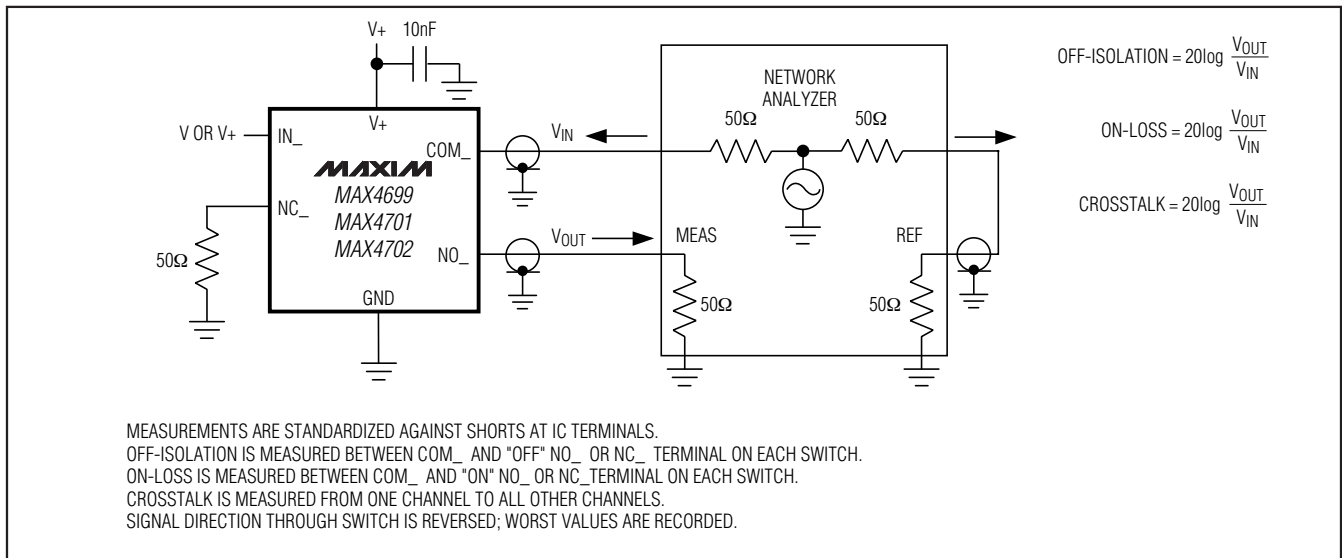 V+ 10nF
V+
V OR V+ IN_
COM_
MAXIM
MAX4699
MAX4701
MAX4702
NC_
NO_
GND
50Ω
VIN
VOUT
NETWORK
ANALYZER
50Ω 50Ω
MEAS REF
50Ω 50Ω
OFF-ISOLATION = 20log VOUT
VIN
ON-LOSS = 20log VOUT
VIN
CROSSTALK = 20log VOUT
VIN
MEASUREMENTS ARE STANDARDIZED AGAINST SHORTS AT IC TERMINALS.
OFF-ISOLATION IS MEASURED BETWEEN COM_ AND "OFF" NO_ OR NC_ TERMINAL ON EACH SWITCH.
ON-LOSS IS MEASURED BETWEEN COM_ AND "ON" NO_ OR NC_TERMINAL ON EACH SWITCH.
CROSSTALK IS MEASURED FROM ONE CHANNEL TO ALL OTHER CHANNELS.
SIGNAL DIRECTION THROUGH SWITCH IS REVERSED; WORST VALUES ARE RECORDED.